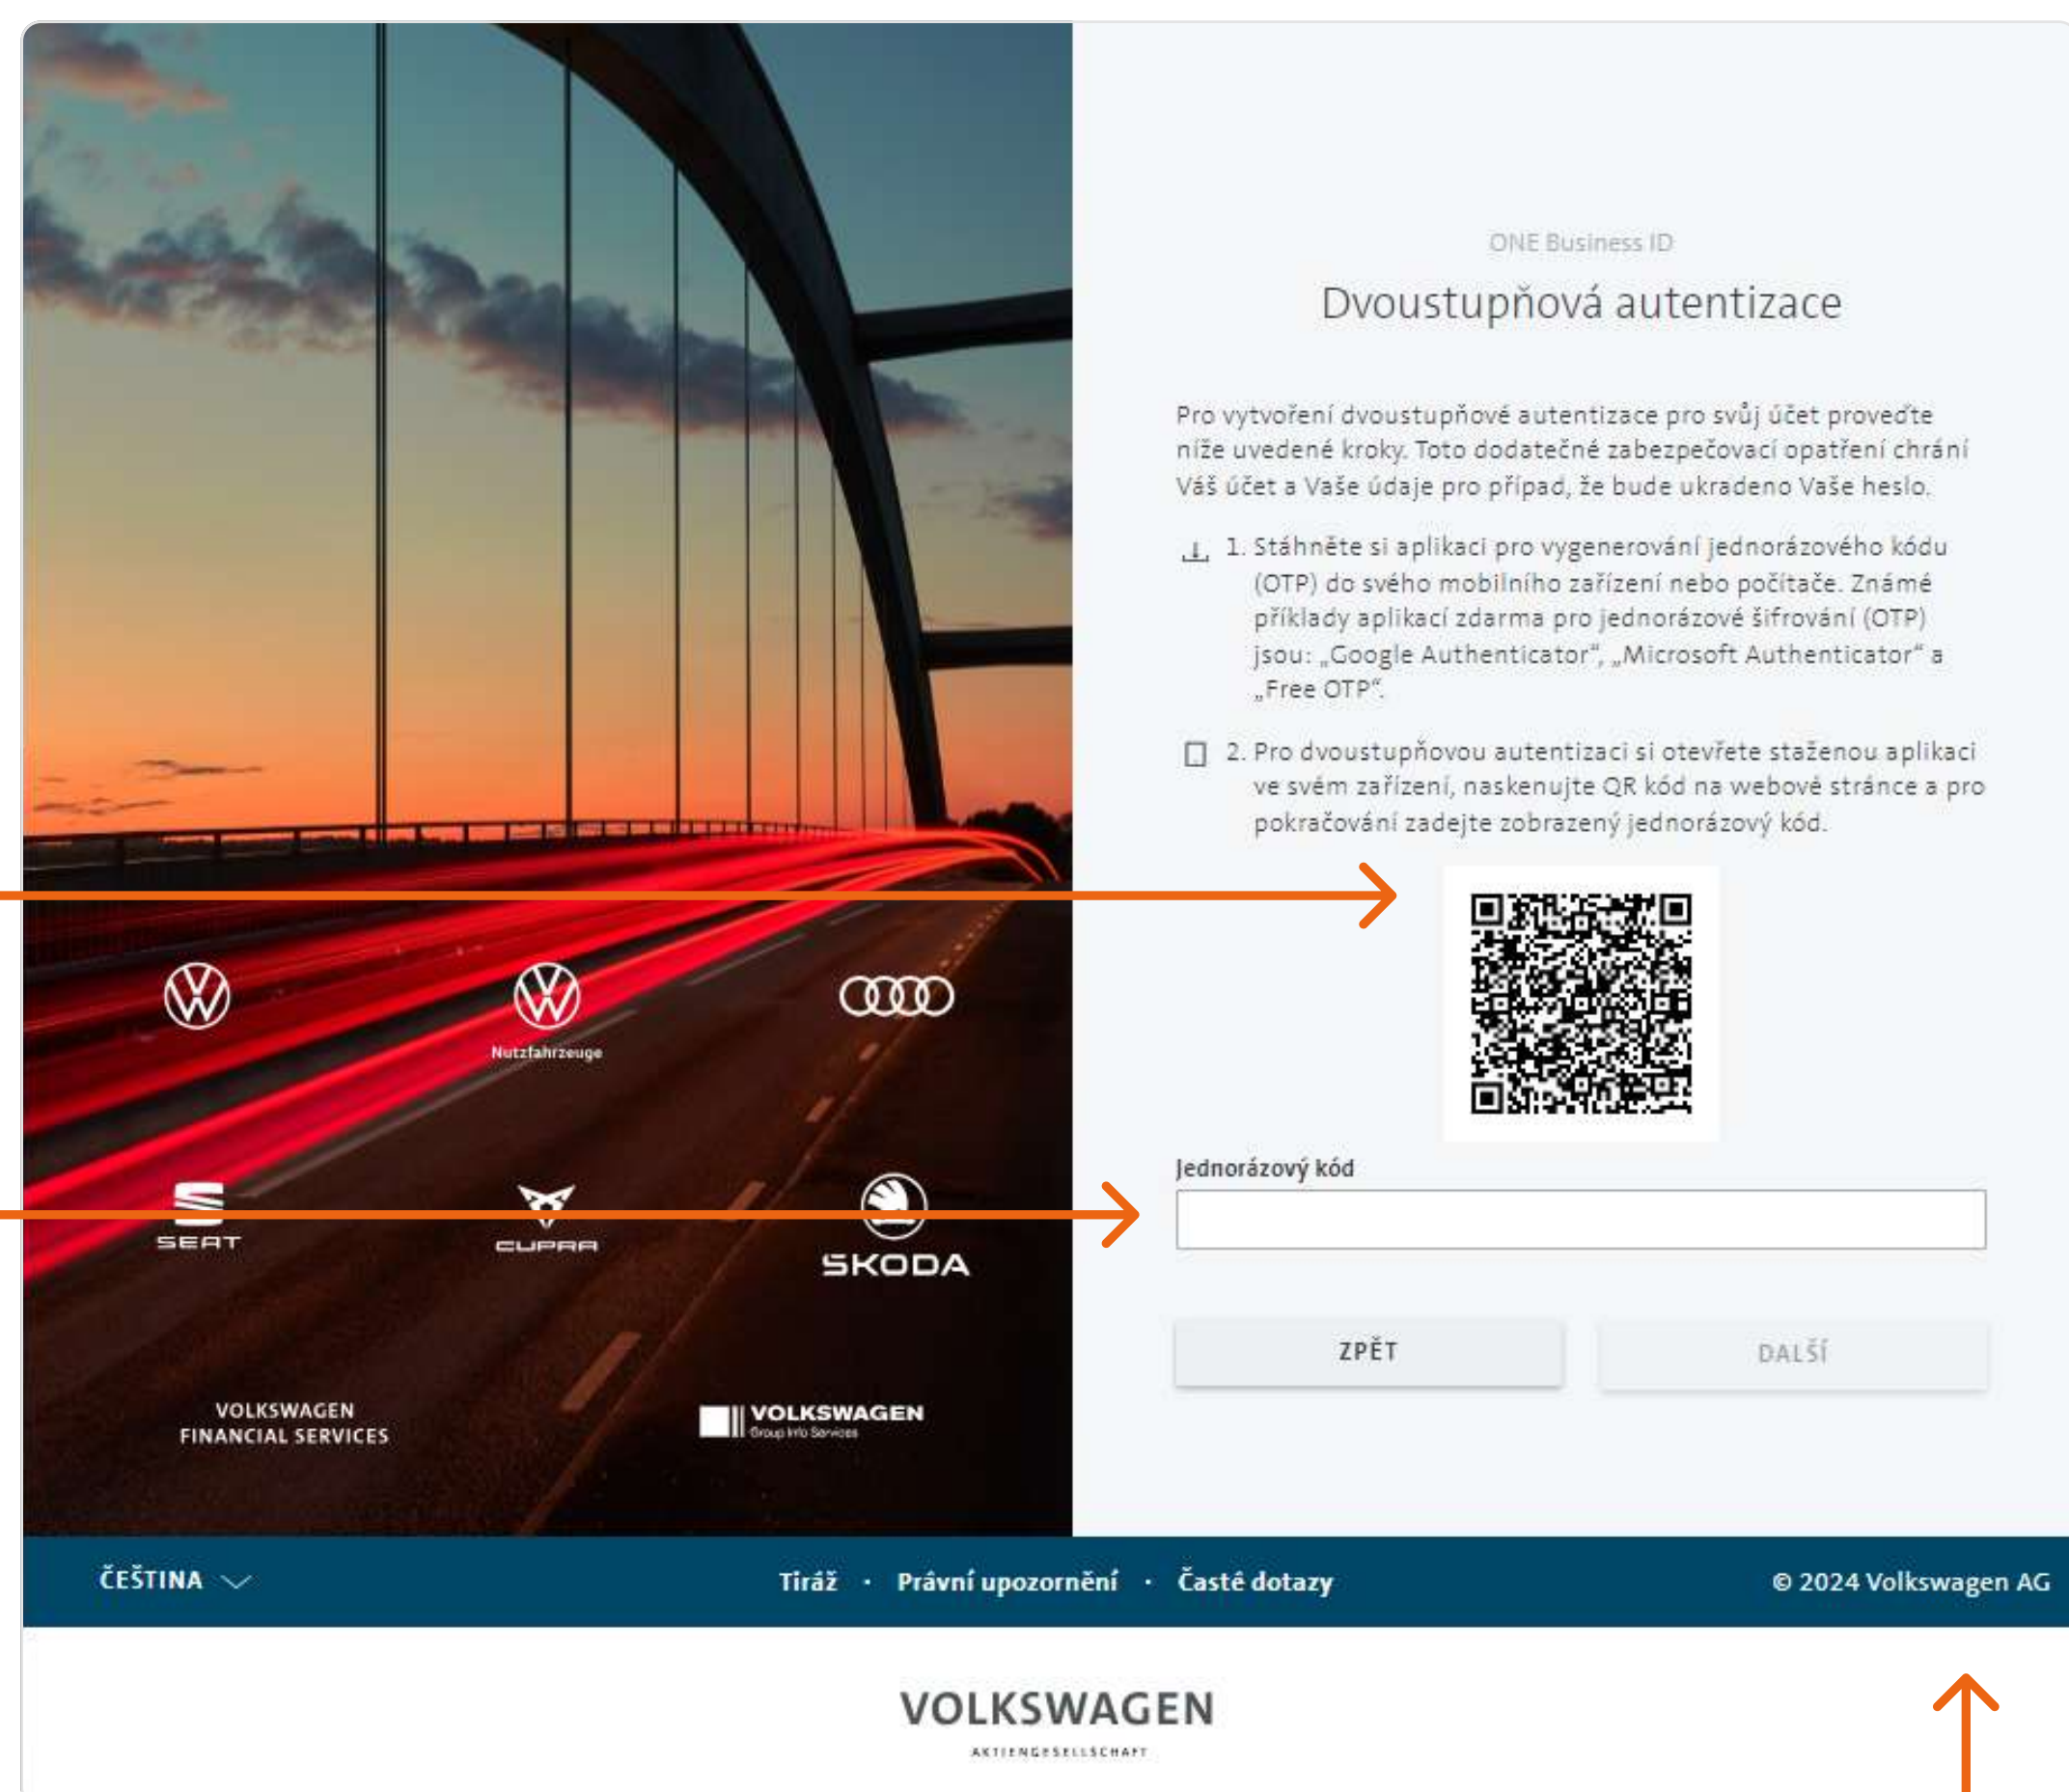 ONE Business ID
Dvoustupňová autentizace
Pro vytvoření dvoustupňové autentizace pro svůj účet proveďte
níže uvedené kroky. Toto dodatečné zabezpečovací opatření chrání
Váš účet a Vaše údaje pro případ, že bude ukradeno Vaše heslo.
1. Stáhněte si aplikaci pro vygenerování jednorázového kódu
(OTP) do svého mobilního zařízení nebo počítače. Známé
příklady aplikací zdarma pro jednorázové šifrování (OTP)
jsou: „Google Authenticator“, „Microsoft Authenticator“ a
„Free OTP“.
2. Pro dvoustupňovou autentizaci si otevřete staženou aplikaci
ve svém zařízení, naskenujte QR kód na webové stránce a pro
pokračování zadejte zobrazený jednorázový kód.
Nutzfahrzeuge
Jednorázový kód
SEAT
CUPRA
SKODA
ZPĚT
DALŠÍ
VOLKSWAGEN
FINANCIAL SERVICES
VOLKSWAGEN
Group Info Services
ČEŠTINA
Tiráž · Právní upozornění · Časté dotazy
© 2024 Volkswagen AG
VOLKSWAGEN
AKTIENGESELLSCHAFT